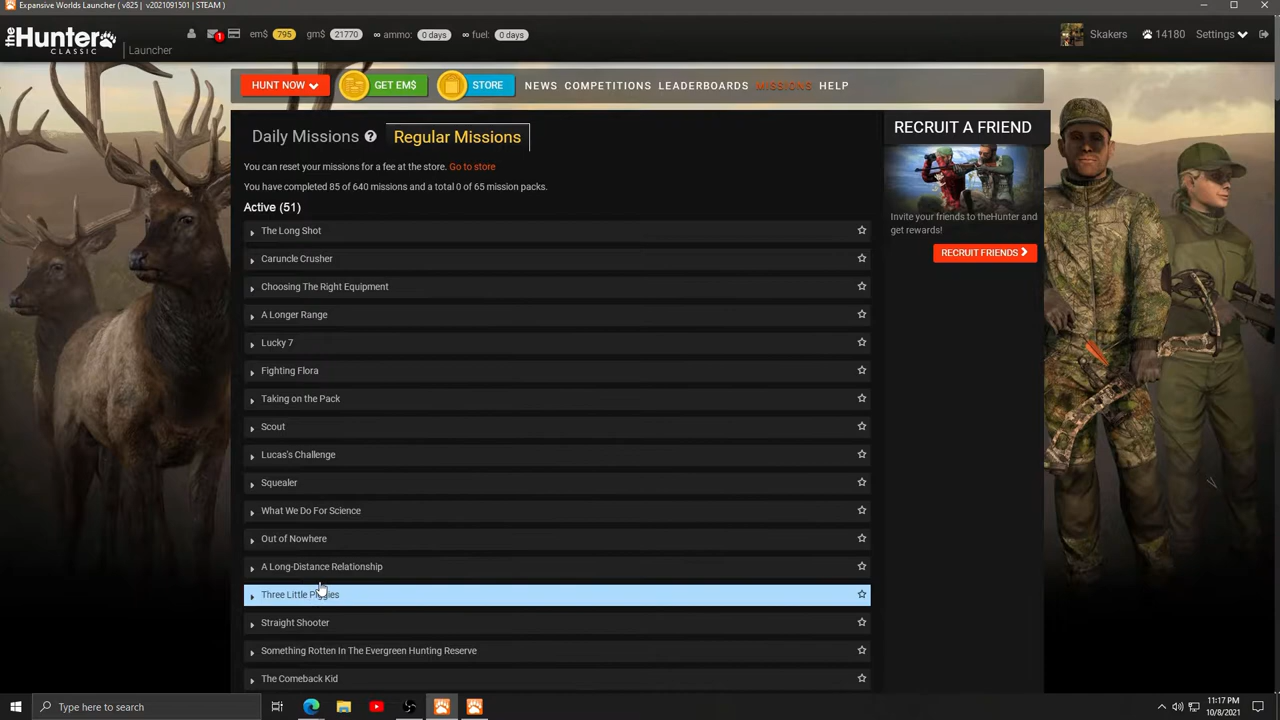 Expansive Worlds Launcher ( v825 | v2021091501 | STEAM )
theHunter CLASSIC | Launcher
1 em$ 795 gm$ 21770 ∞ ammo: 0 days ∞ fuel: 0 days
Skakers 14180 Settings
HUNT NOW GET EM$ STORE NEWS COMPETITIONS LEADERBOARDS MISSIONS HELP
Daily Missions ? Regular Missions
You can reset your missions for a fee at the store. Go to store
You have completed 85 of 640 missions and a total 0 of 65 mission packs.
Active (51)
The Long Shot
Caruncle Crusher
Choosing The Right Equipment
A Longer Range
Lucky 7
Fighting Flora
Taking on the Pack
Scout
Lucas's Challenge
Squealer
What We Do For Science
Out of Nowhere
A Long-Distance Relationship
Three Little Piggies
Straight Shooter
Something Rotten In The Evergreen Hunting Reserve
The Comeback Kid
RECRUIT A FRIEND
Invite your friends to theHunter and
get rewards!
RECRUIT FRIENDS
Type here to search
11:17 PM
10/8/2021